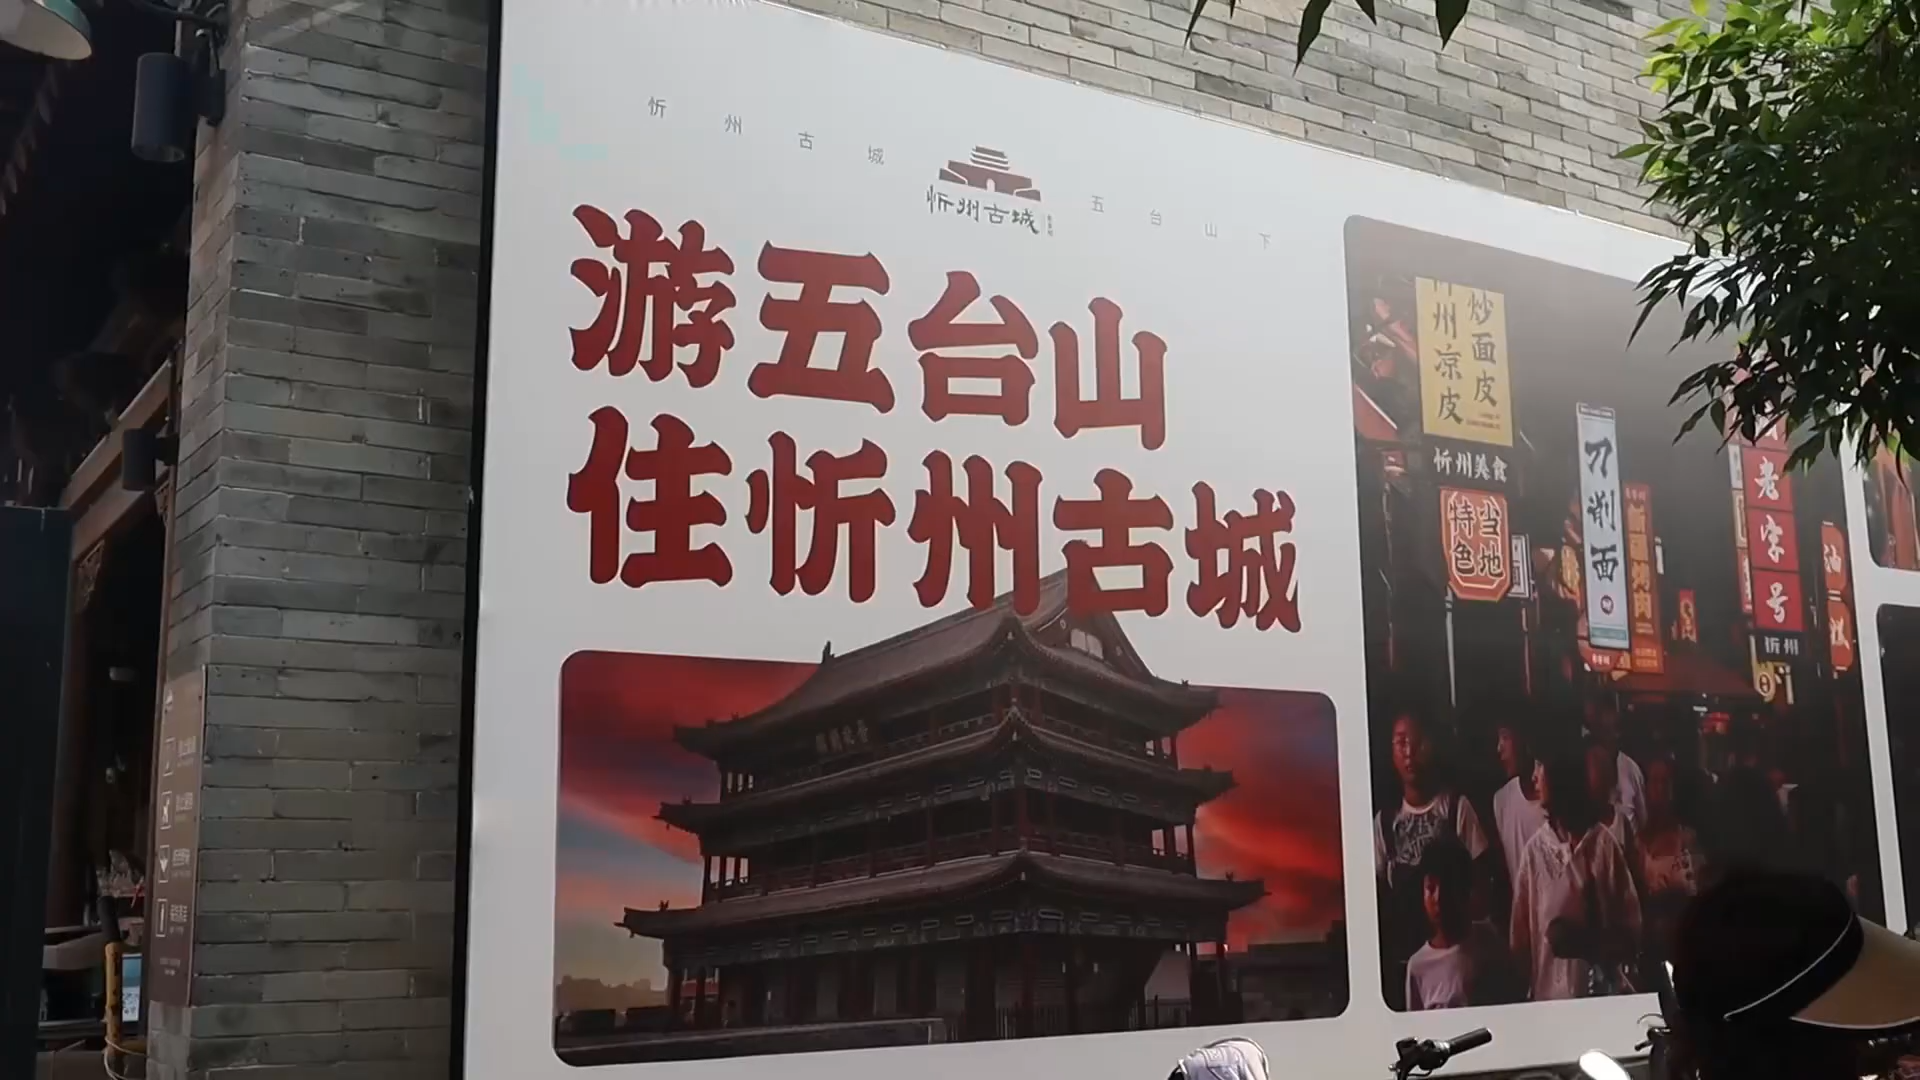 忻州古城
忻州古城
五台山下
游五台山
住忻州古城
州凉皮
炒面皮
忻州美食
当地
特色
刀削面
老字号
忻州